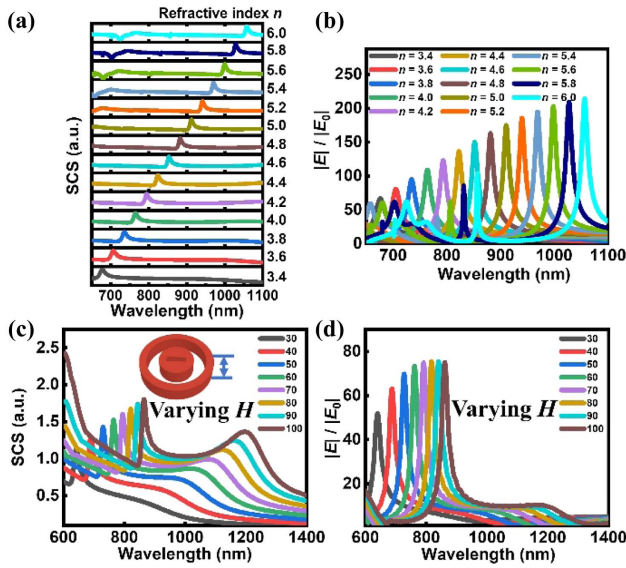 (a)
Refractive index n
6.0
5.8
5.6
5.4
5.2
5.0
4.8
4.6
4.4
4.2
4.0
3.8
3.6
3.4
SCS (a.u.)
700 800 900 1000 1100
Wavelength (nm)
(b)
n = 3.4 n = 4.4 n = 5.4
n = 3.6 n = 4.6 n = 5.6
n = 3.8 n = 4.8 n = 5.8
n = 4.0 n = 5.0 n = 6.0
n = 4.2 n = 5.2
|E| / |E0|
200
150
100
50
0
700 800 900 1000 1100
Wavelength (nm)
(c)
2.5
2.0
1.5
1.0
0.5
SCS (a.u.)
30
40
50
60
70
80
90
100
Varying H
600 800 1000 1200 1400
Wavelength (nm)
(d)
80
60
40
20
|E| / |E0|
30
40
50
60
70
80
90
100
Varying H
600 800 1000 1200 1400
Wavelength (nm)